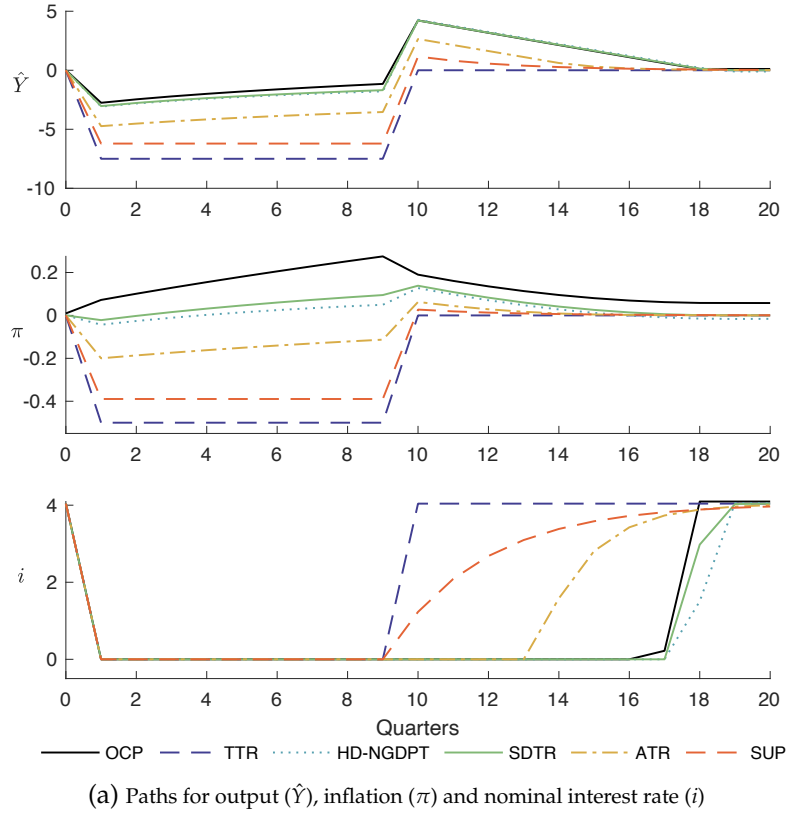 5
0
-5
-10
Ŷ
0 2 4 6 8 10 12 14 16 18 20
0.2
0
-0.2
-0.4
π
0 2 4 6 8 10 12 14 16 18 20
4
2
0
i
0 2 4 6 8 10 12 14 16 18 20
Quarters
OCP TTR HD-NGDPT SDTR ATR SUP
(a) Paths for output (Ŷ), inflation (π) and nominal interest rate (i)